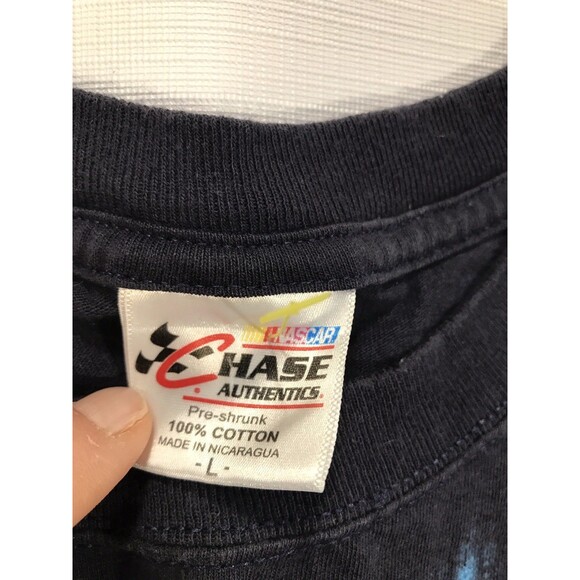 NASCAR
CHASE
AUTHENTICS.
Pre-shrunk
100% COTTON
MADE IN NICARAGUA
- L -